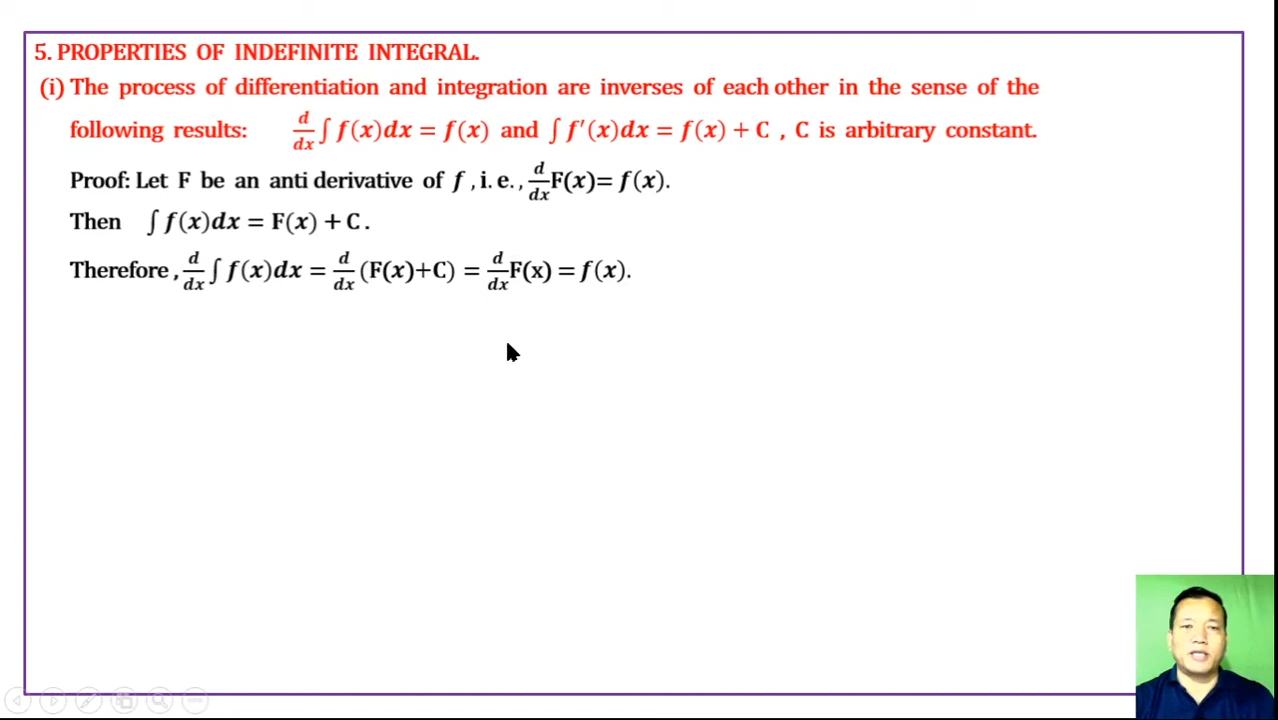 5. PROPERTIES OF INDEFINITE INTEGRAL.
(i) The process of differentiation and integration are inverses of each other in the sense of the
following results: d/dx ∫ f(x)dx = f(x) and ∫ f′(x)dx = f(x) + C , C is arbitrary constant.
Proof: Let F be an anti derivative of f , i. e. , d/dx F(x)= f(x).
Then ∫ f(x)dx = F(x) + C .
Therefore , d/dx ∫ f(x)dx = d/dx (F(x)+C) = d/dx F(x) = f(x).